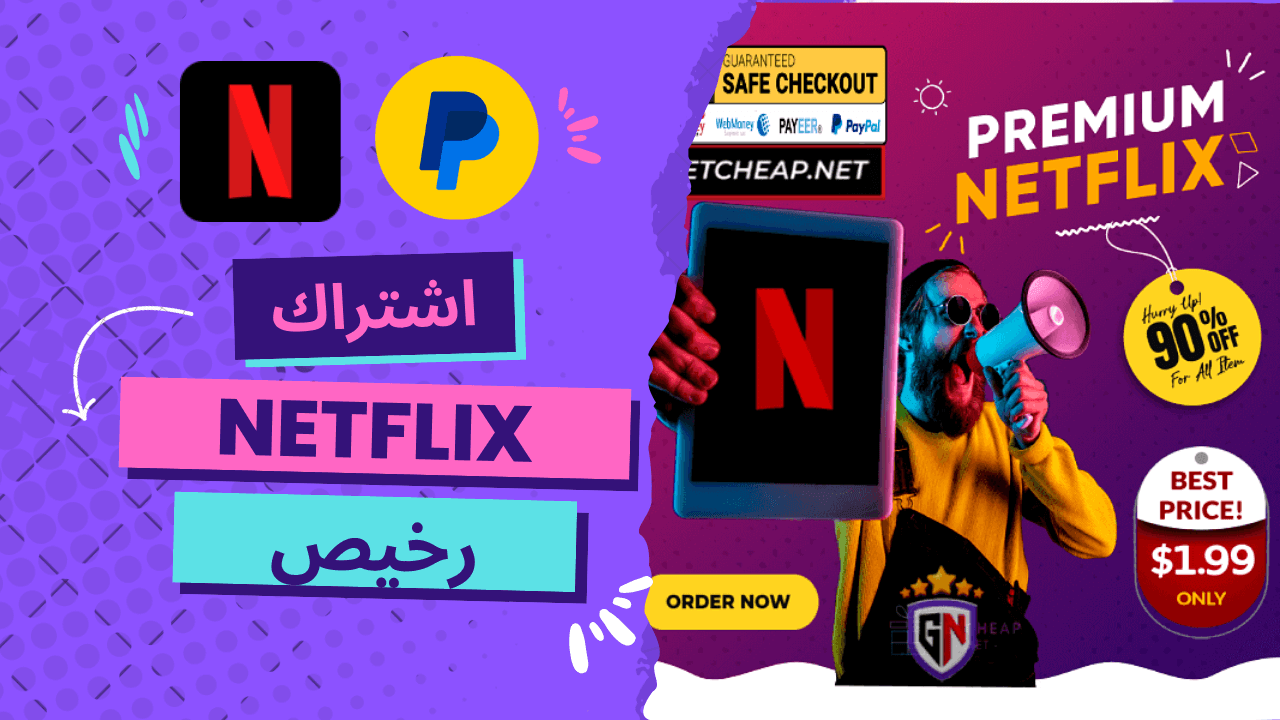 N
اشتراك
NETFLIX
رخيص
GUARANTEED
SAFE CHECKOUT
WebMoney
PAYEER
PayPal
ETCHEAP.NET
PREMIUM
NETFLIX
N
Hurry Up!
90% OFF
For All Item
BEST
PRICE!
$1.99
ONLY
ORDER NOW
GN
HEAP